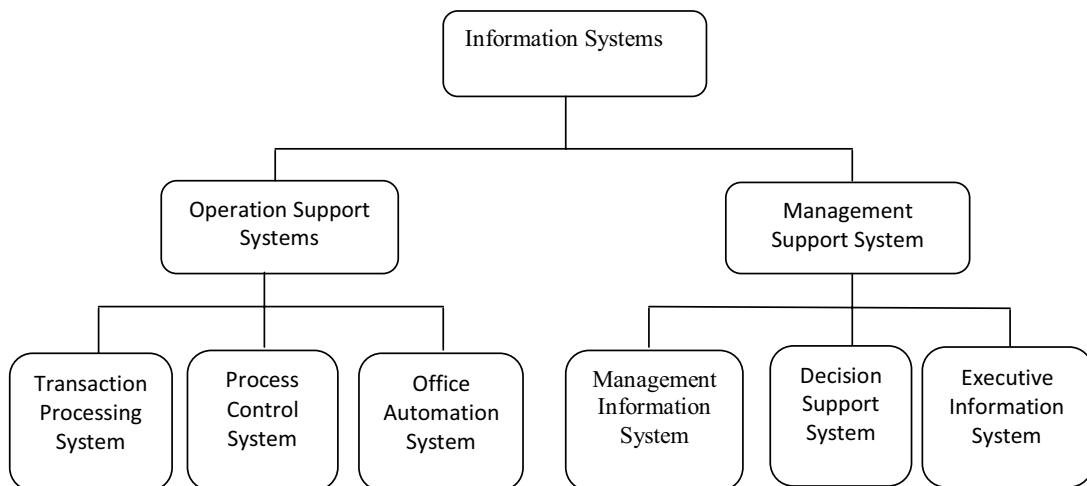 Information Systems
Operation Support
Systems
Management
Support System
Transaction
Processing
System
Process
Control
System
Office
Automation
System
Management
Information
System
Decision
Support
System
Executive
Information
System